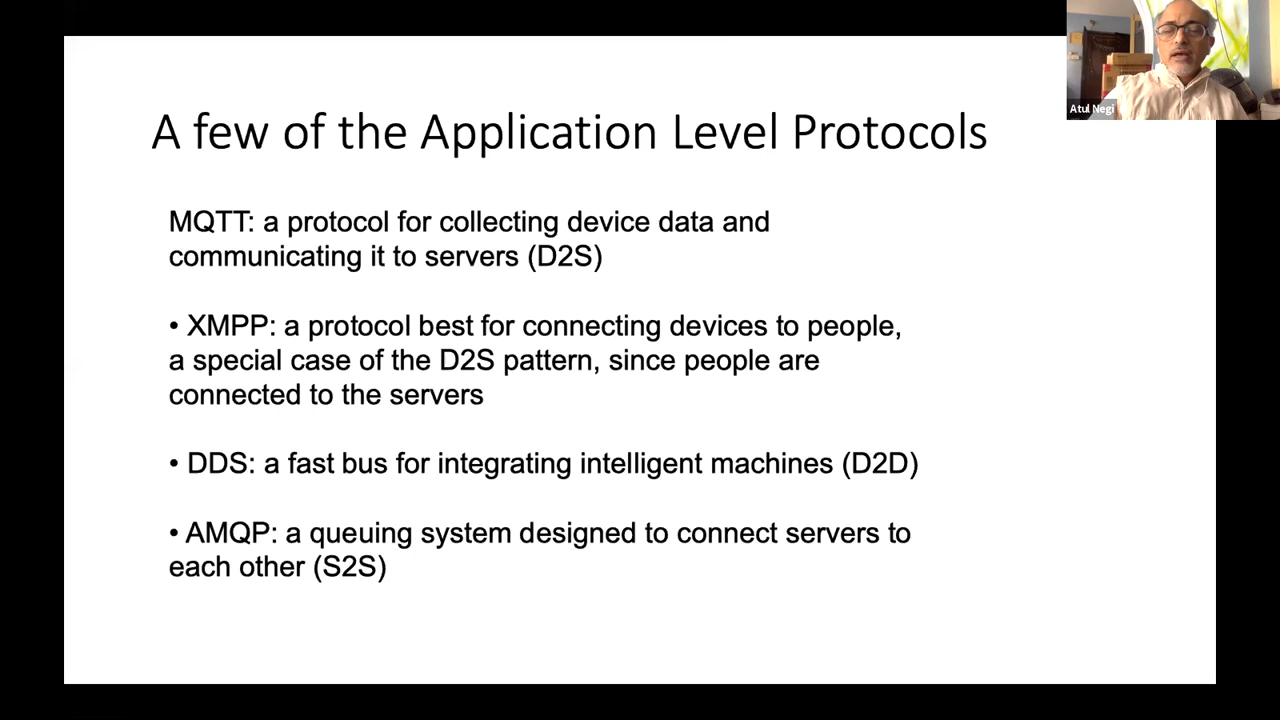 A few of the Application Level Protocols
Atul Negi
MQTT: a protocol for collecting device data and
communicating it to servers (D2S)
• XMPP: a protocol best for connecting devices to people,
a special case of the D2S pattern, since people are
connected to the servers
• DDS: a fast bus for integrating intelligent machines (D2D)
• AMQP: a queuing system designed to connect servers to
each other (S2S)